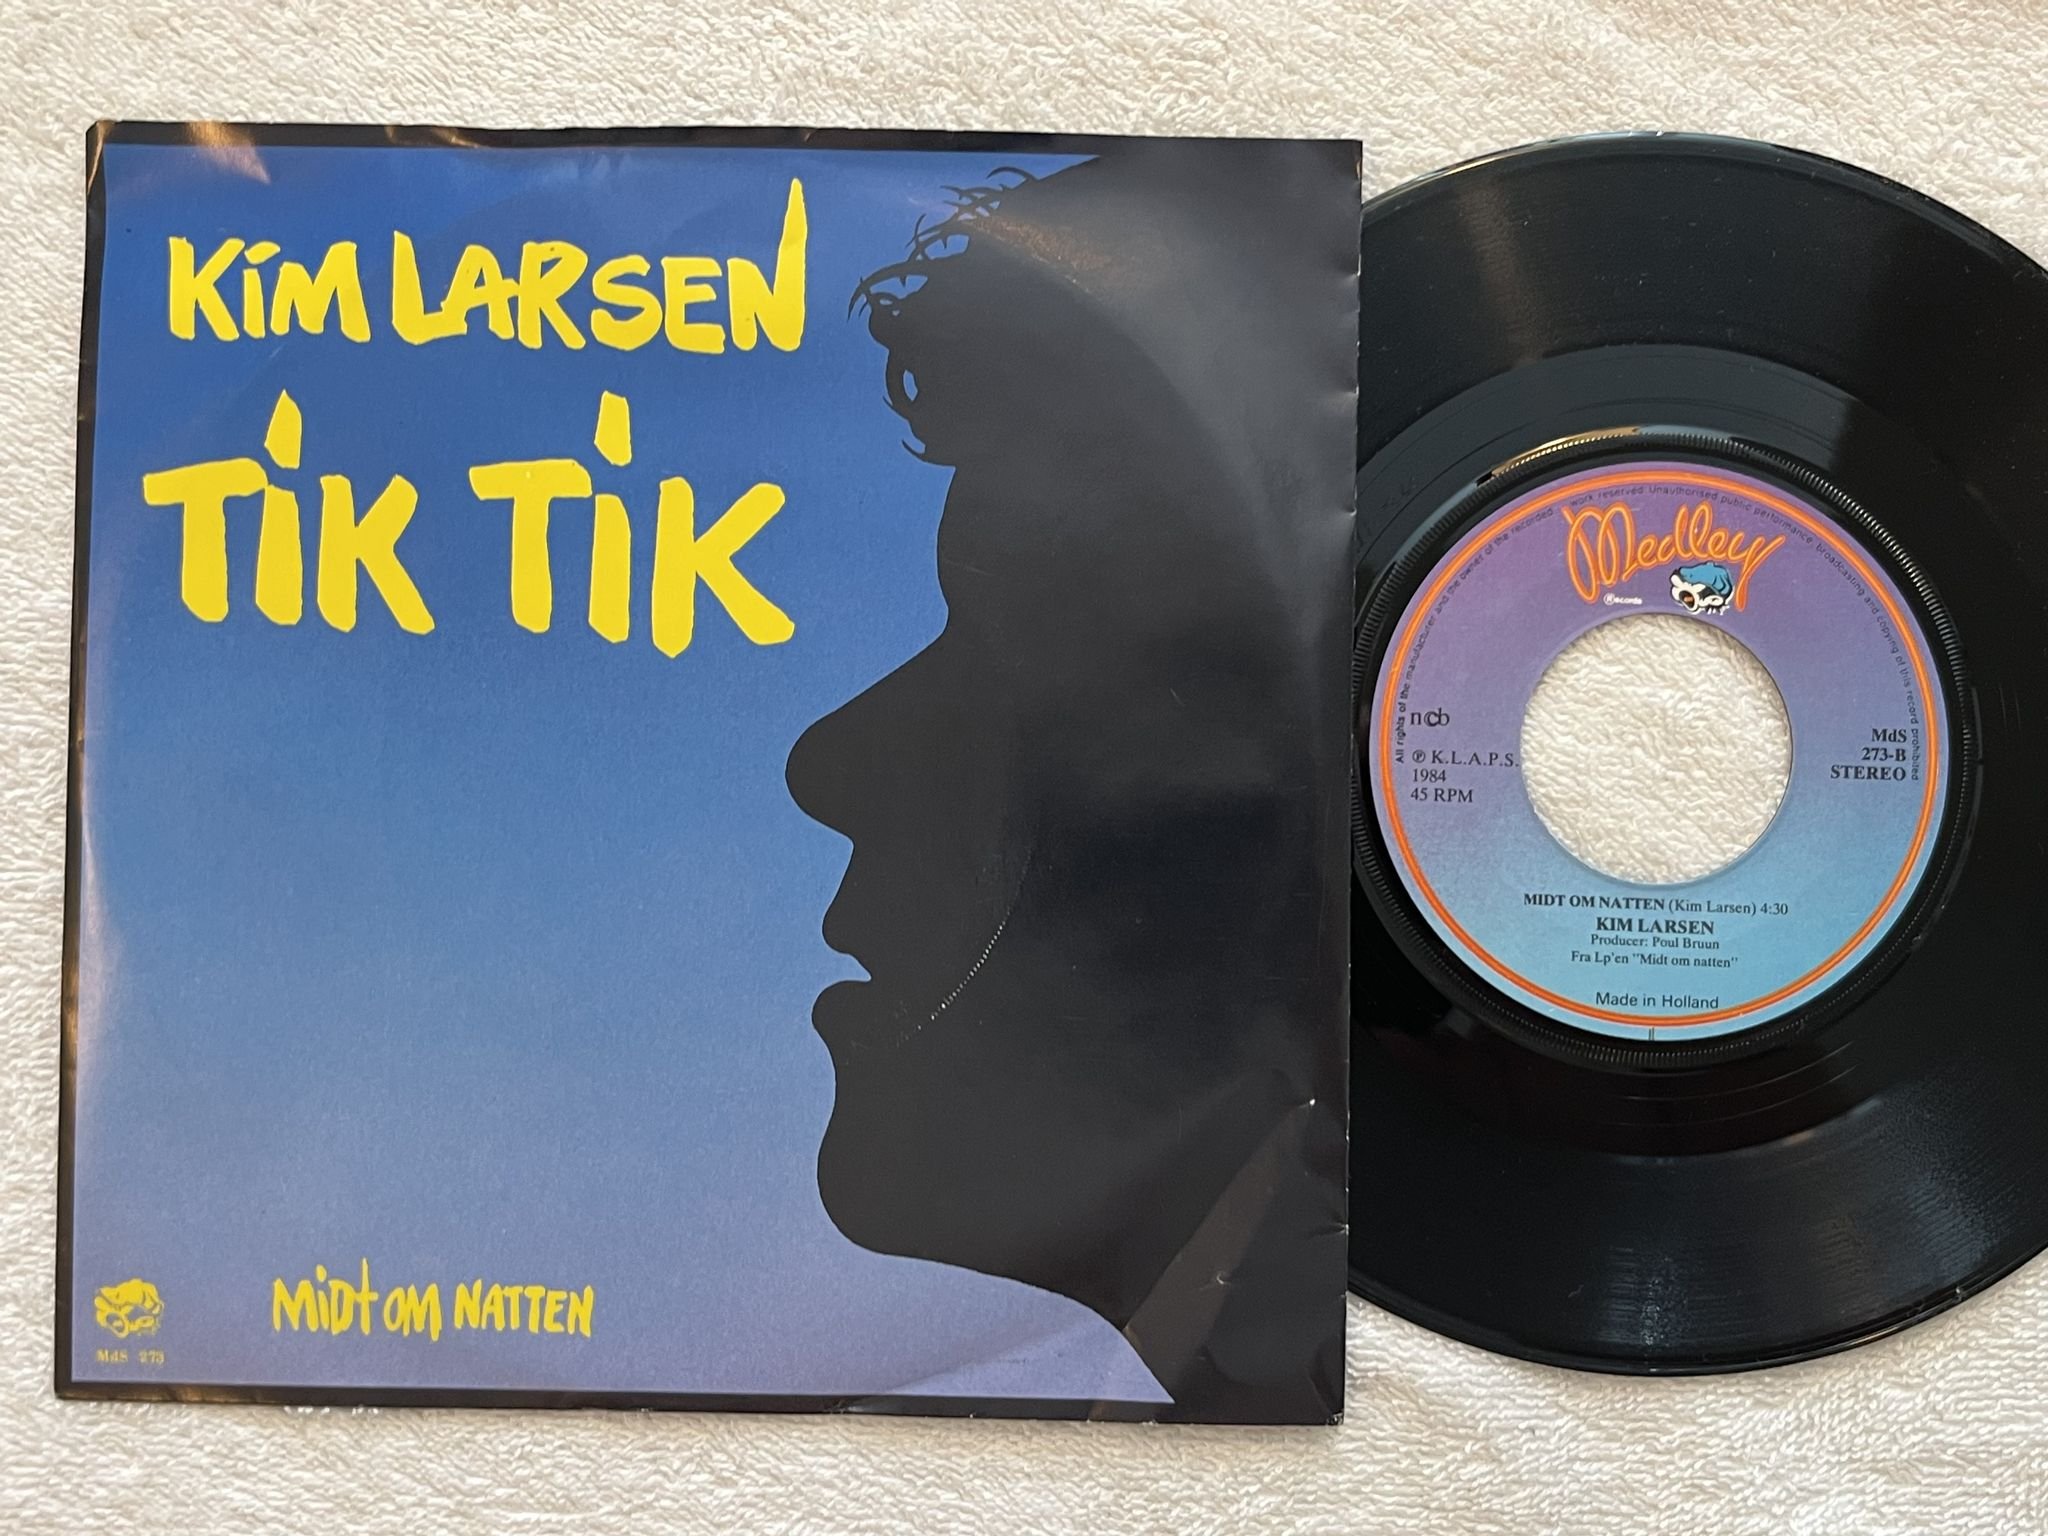 KiM LARSEN
TiK TiK
MiDt OM NATTEN
MdS 273
All rights of the manufacturer and the owner of the recorded work reserved. Unauthorised public performance, broadcasting and copying of this record prohibited
Medley
Records
ncb
℗ K.L.A.P.S.
1984
45 RPM
MdS
273-B
STEREO
MIDT OM NATTEN (Kim Larsen) 4:30
KIM LARSEN
Producer: Poul Bruun
Fra Lp'en "Midt om natten"
Made in Holland